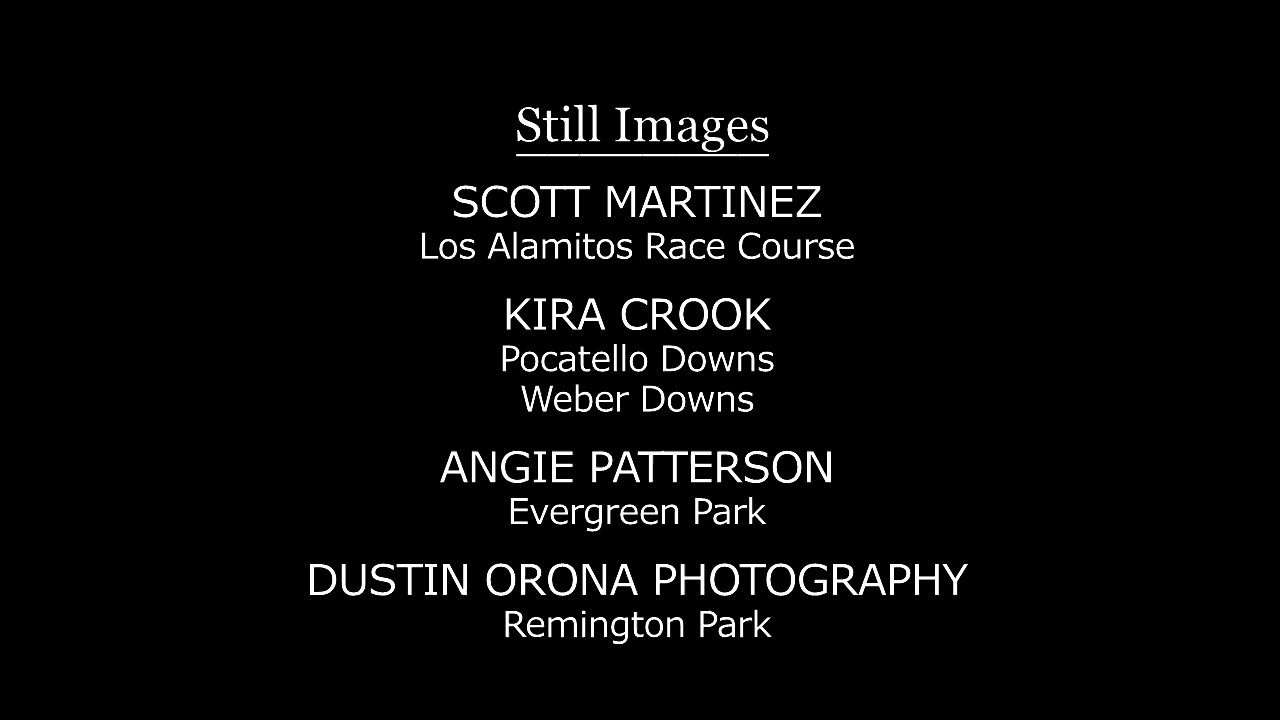 Still Images
SCOTT MARTINEZ
Los Alamitos Race Course
KIRA CROOK
Pocatello Downs
Weber Downs
ANGIE PATTERSON
Evergreen Park
DUSTIN ORONA PHOTOGRAPHY
Remington Park